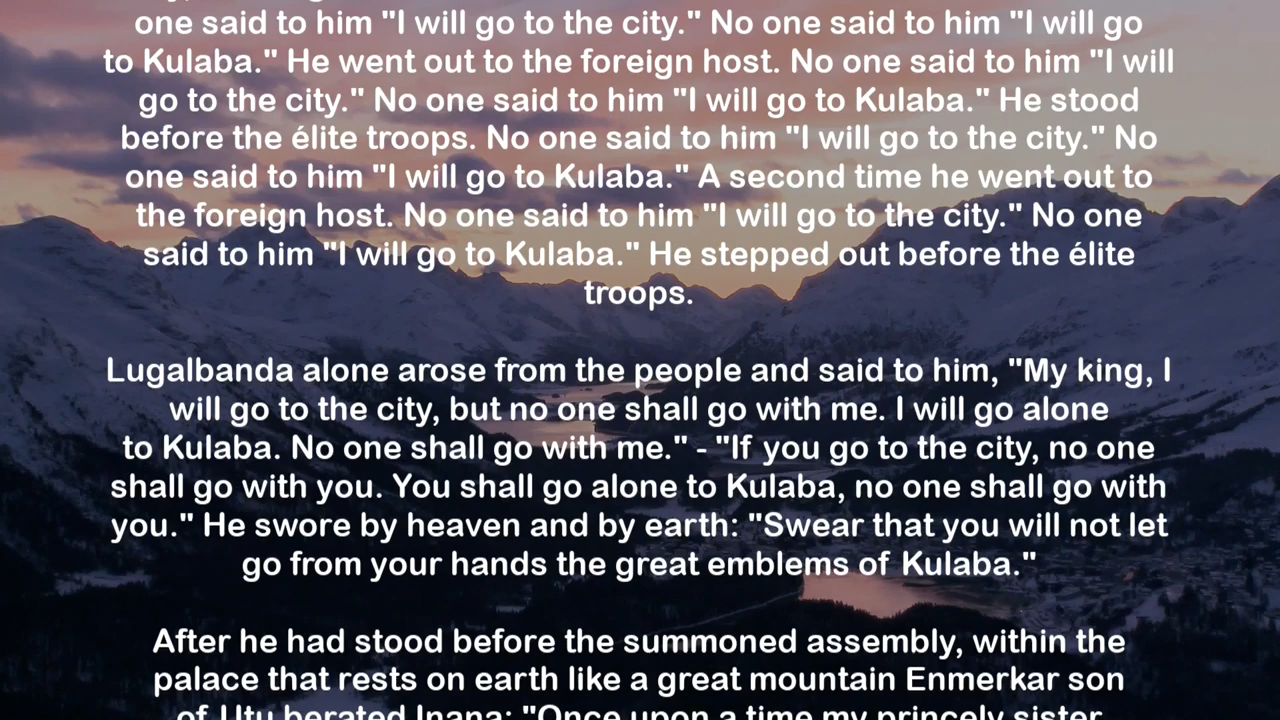 one said to him "I will go to the city." No one said to him "I will go
to Kulaba." He went out to the foreign host. No one said to him "I will
go to the city." No one said to him "I will go to Kulaba." He stood
before the élite troops. No one said to him "I will go to the city." No
one said to him "I will go to Kulaba." A second time he went out to
the foreign host. No one said to him "I will go to the city." No one
said to him "I will go to Kulaba." He stepped out before the élite
troops.
Lugalbanda alone arose from the people and said to him, "My king, I
will go to the city, but no one shall go with me. I will go alone
to Kulaba. No one shall go with me." - "If you go to the city, no one
shall go with you. You shall go alone to Kulaba, no one shall go with
you." He swore by heaven and by earth: "Swear that you will not let
go from your hands the great emblems of Kulaba."
After he had stood before the summoned assembly, within the
palace that rests on earth like a great mountain Enmerkar son
of Utu berated Inana: "Once upon a time my princely sister